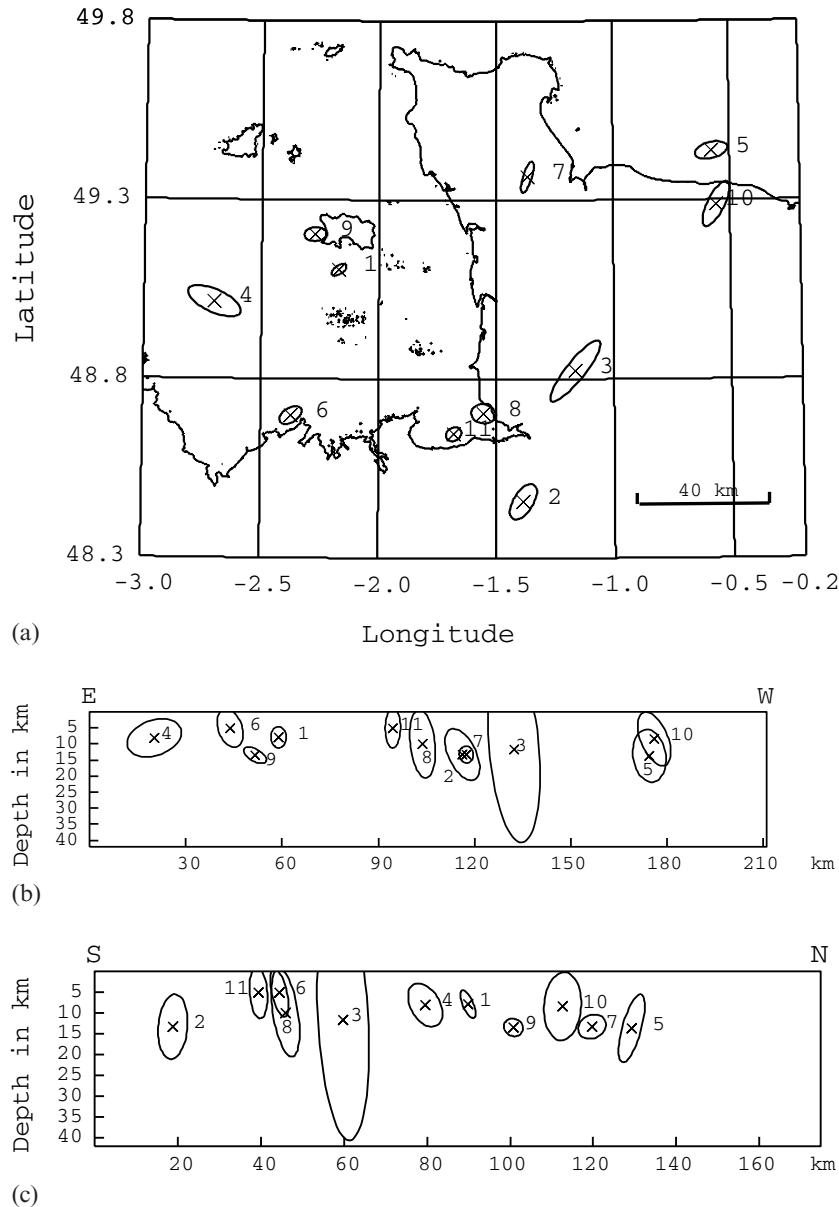 49.8
49.3
48.8
48.3
Latitude
5
7
10
9
1
4
3
6
8
11
2
40 km
-3.0 -2.5 -2.0 -1.5 -1.0 -0.5 -0.2
(a)
Longitude
E W
Depth in km
5
10
15
20
25
30
35
40
4 6 1 9 11 8 7 2 3 10 5
30 60 90 120 150 180 210 km
(b)
S N
Depth in km
5
10
15
20
25
30
35
40
2 11 6 8 3 4 1 9 10 7 5
20 40 60 80 100 120 140 160 km
(c)